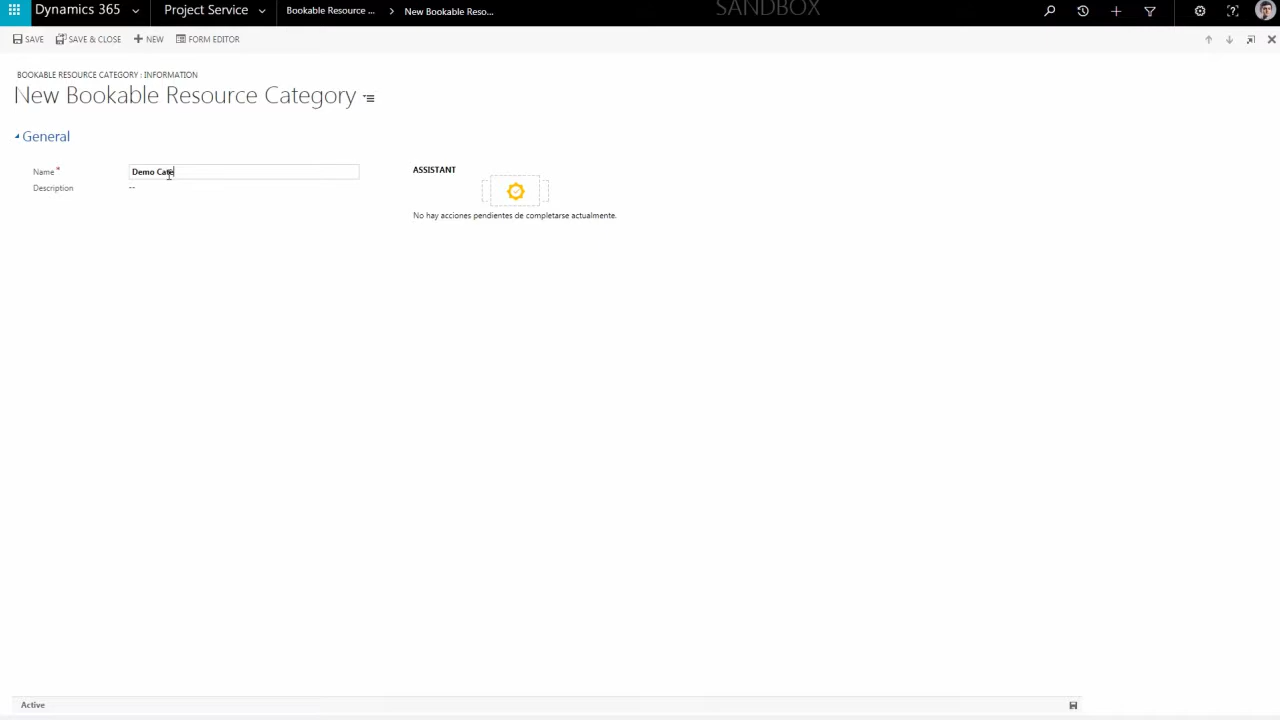 Dynamics 365 Project Service Bookable Resource ... New Bookable Reso... SANDBOX
SAVE SAVE & CLOSE NEW FORM EDITOR
BOOKABLE RESOURCE CATEGORY : INFORMATION
New Bookable Resource Category
General
Name * Demo Cate
Description --
ASSISTANT
No hay acciones pendientes de completarse actualmente.
Active